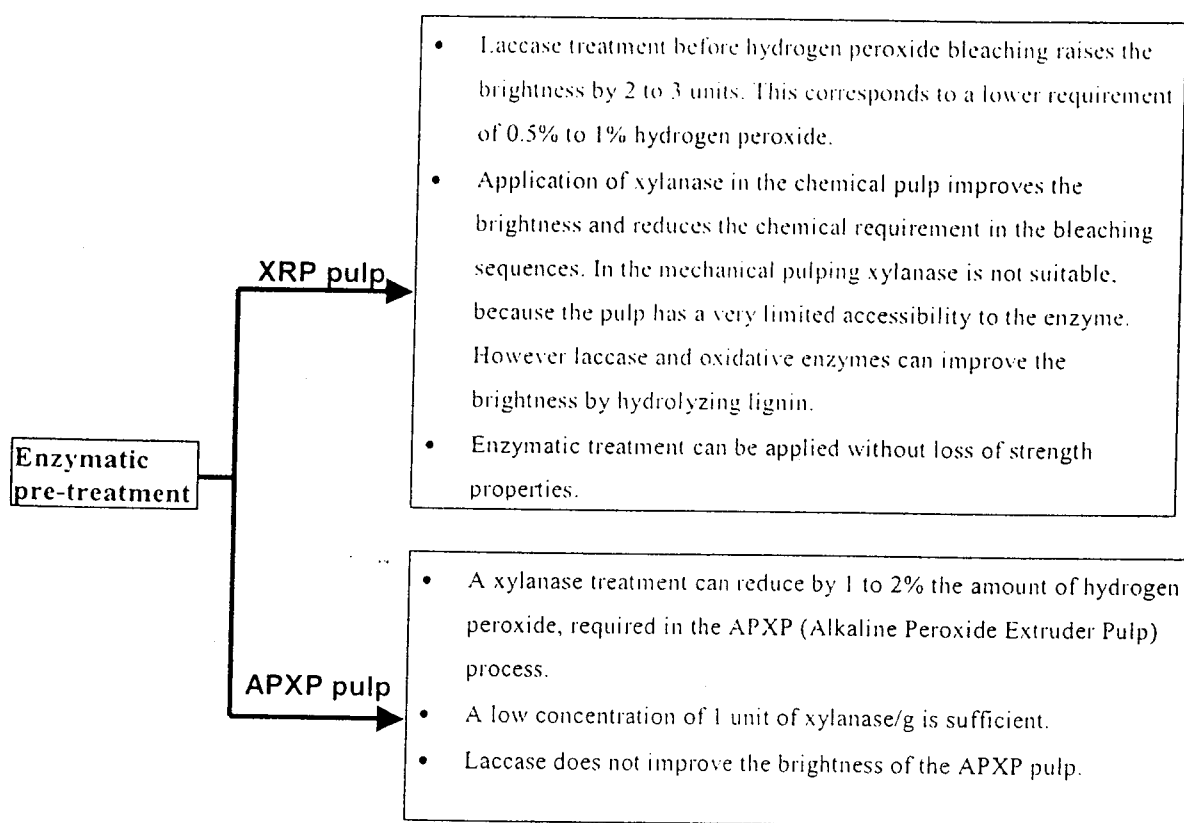 Enzymatic
pre-treatment
XRP pulp
• Laccase treatment before hydrogen peroxide bleaching raises the
brightness by 2 to 3 units. This corresponds to a lower requirement
of 0.5% to 1% hydrogen peroxide.
• Application of xylanase in the chemical pulp improves the
brightness and reduces the chemical requirement in the bleaching
sequences. In the mechanical pulping xylanase is not suitable,
because the pulp has a very limited accessibility to the enzyme.
However laccase and oxidative enzymes can improve the
brightness by hydrolyzing lignin.
• Enzymatic treatment can be applied without loss of strength
properties.
APXP pulp
• A xylanase treatment can reduce by 1 to 2% the amount of hydrogen
peroxide, required in the APXP (Alkaline Peroxide Extruder Pulp)
process.
• A low concentration of 1 unit of xylanase/g is sufficient.
• Laccase does not improve the brightness of the APXP pulp.